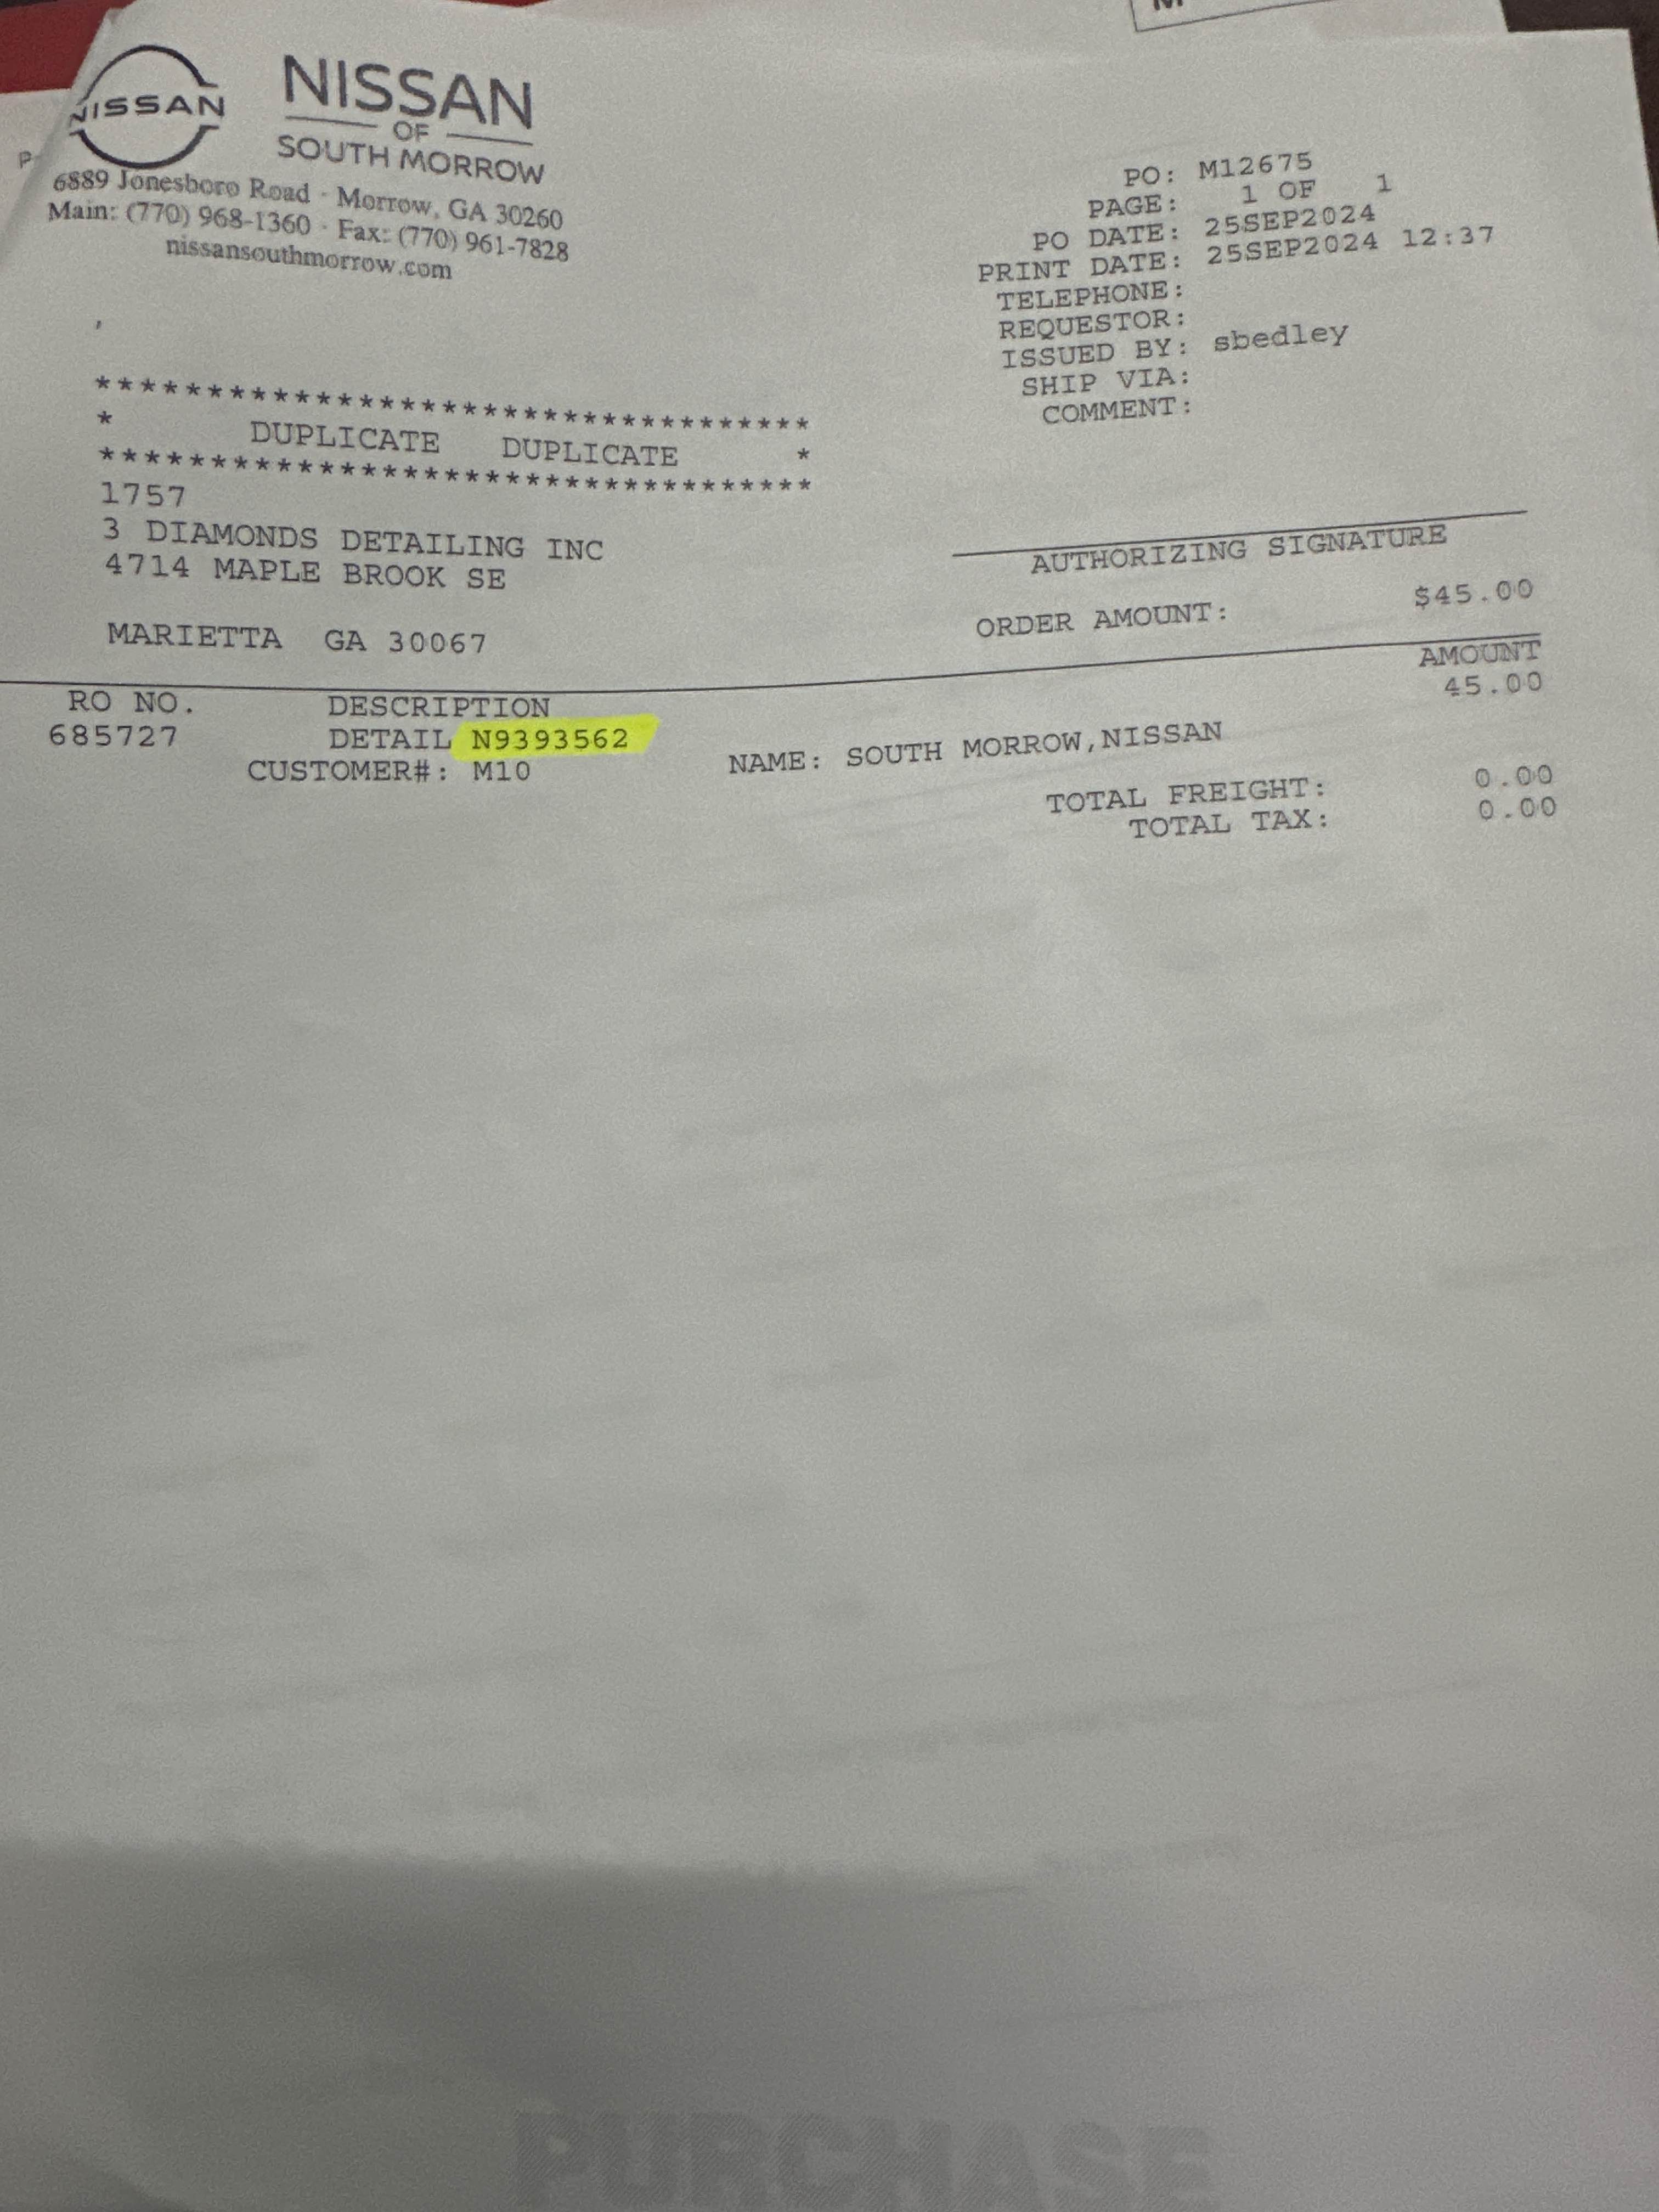 NISSAN
NISSAN
OF
SOUTH MORROW
6889 Jonesboro Road · Morrow, GA 30260
Main: (770) 968-1360 · Fax: (770) 961-7828
nissansouthmorrow.com
PO: M12675
PAGE: 1 OF 1
PO DATE: 25SEP2024
PRINT DATE: 25SEP2024 12:37
TELEPHONE:
REQUESTOR:
ISSUED BY: sbedley
SHIP VIA:
COMMENT:
,
**********************************
* DUPLICATE DUPLICATE *
**********************************
1757
3 DIAMONDS DETAILING INC
4714 MAPLE BROOK SE
MARIETTA GA 30067
AUTHORIZING SIGNATURE
ORDER AMOUNT: $45.00
RO NO. DESCRIPTION AMOUNT
685727 DETAIL N9393562 45.00
CUSTOMER#: M10 NAME: SOUTH MORROW,NISSAN
TOTAL FREIGHT: 0.00
TOTAL TAX: 0.00
PURCHASE